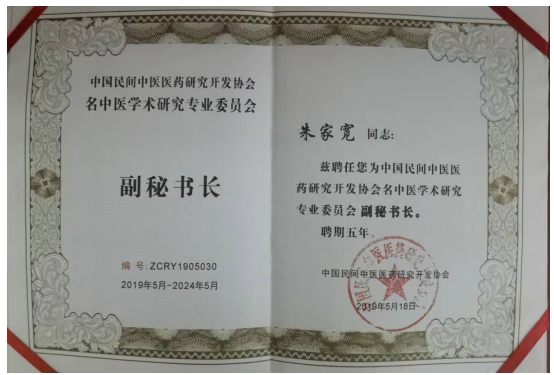 中国民间中医医药研究开发协会
名中医学术研究专业委员会
副秘书长
编号:ZCRY1905030
2019年5月-2024年5月
朱家宽 同志:
兹聘任您为中国民间中医医
药研究开发协会名中医学术研究
专业委员会 副秘书长。
聘期五年。
中国民间中医医药研究开发协会
2019年5月18日